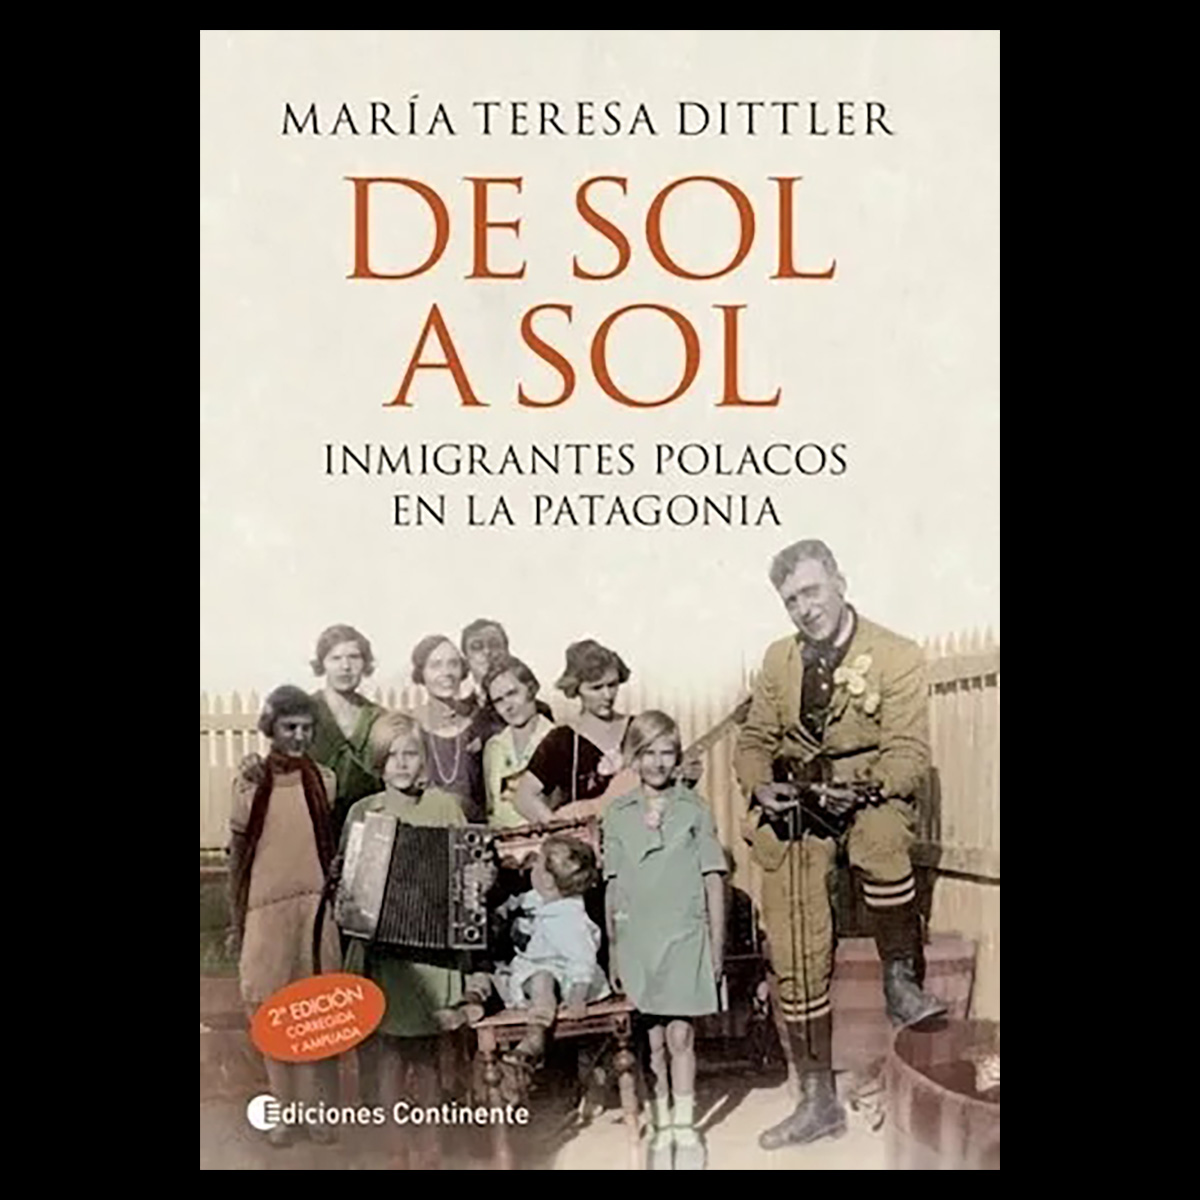 MARÍA TERESA DITTLER
DE SOL
A SOL
INMIGRANTES POLACOS
EN LA PATAGONIA
2ª EDICIÓN
CORREGIDA
Y AMPLIADA
Ediciones Continente